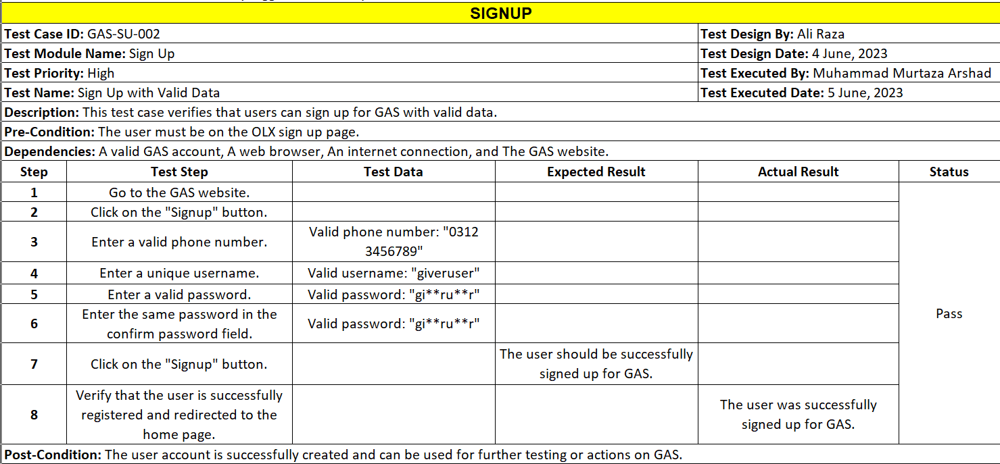 SIGNUP
Test Case ID: GAS-SU-002
Test Design By: Ali Raza
Test Module Name: Sign Up
Test Design Date: 4 June, 2023
Test Priority: High
Test Executed By: Muhammad Murtaza Arshad
Test Name: Sign Up with Valid Data
Test Executed Date: 5 June, 2023
Description: This test case verifies that users can sign up for GAS with valid data.
Pre-Condition: The user must be on the OLX sign up page.
Dependencies: A valid GAS account, A web browser, An internet connection, and The GAS website.
Step Test Step Test Data Expected Result Actual Result Status
1 Go to the GAS website.
2 Click on the "Signup" button.
3 Enter a valid phone number.
Valid phone number: "0312
3456789"
4 Enter a unique username. Valid username: "giveruser"
5 Enter a valid password. Valid password: "gi**ru**r"
6 Enter the same password in the
confirm password field.
Valid password: "gi**ru**r"
Pass
7 Click on the "Signup" button.
The user should be successfully
signed up for GAS.
8 Verify that the user is successfully
registered and redirected to the
home page.
The user was successfully
signed up for GAS.
Post-Condition: The user account is successfully created and can be used for further testing or actions on GAS.